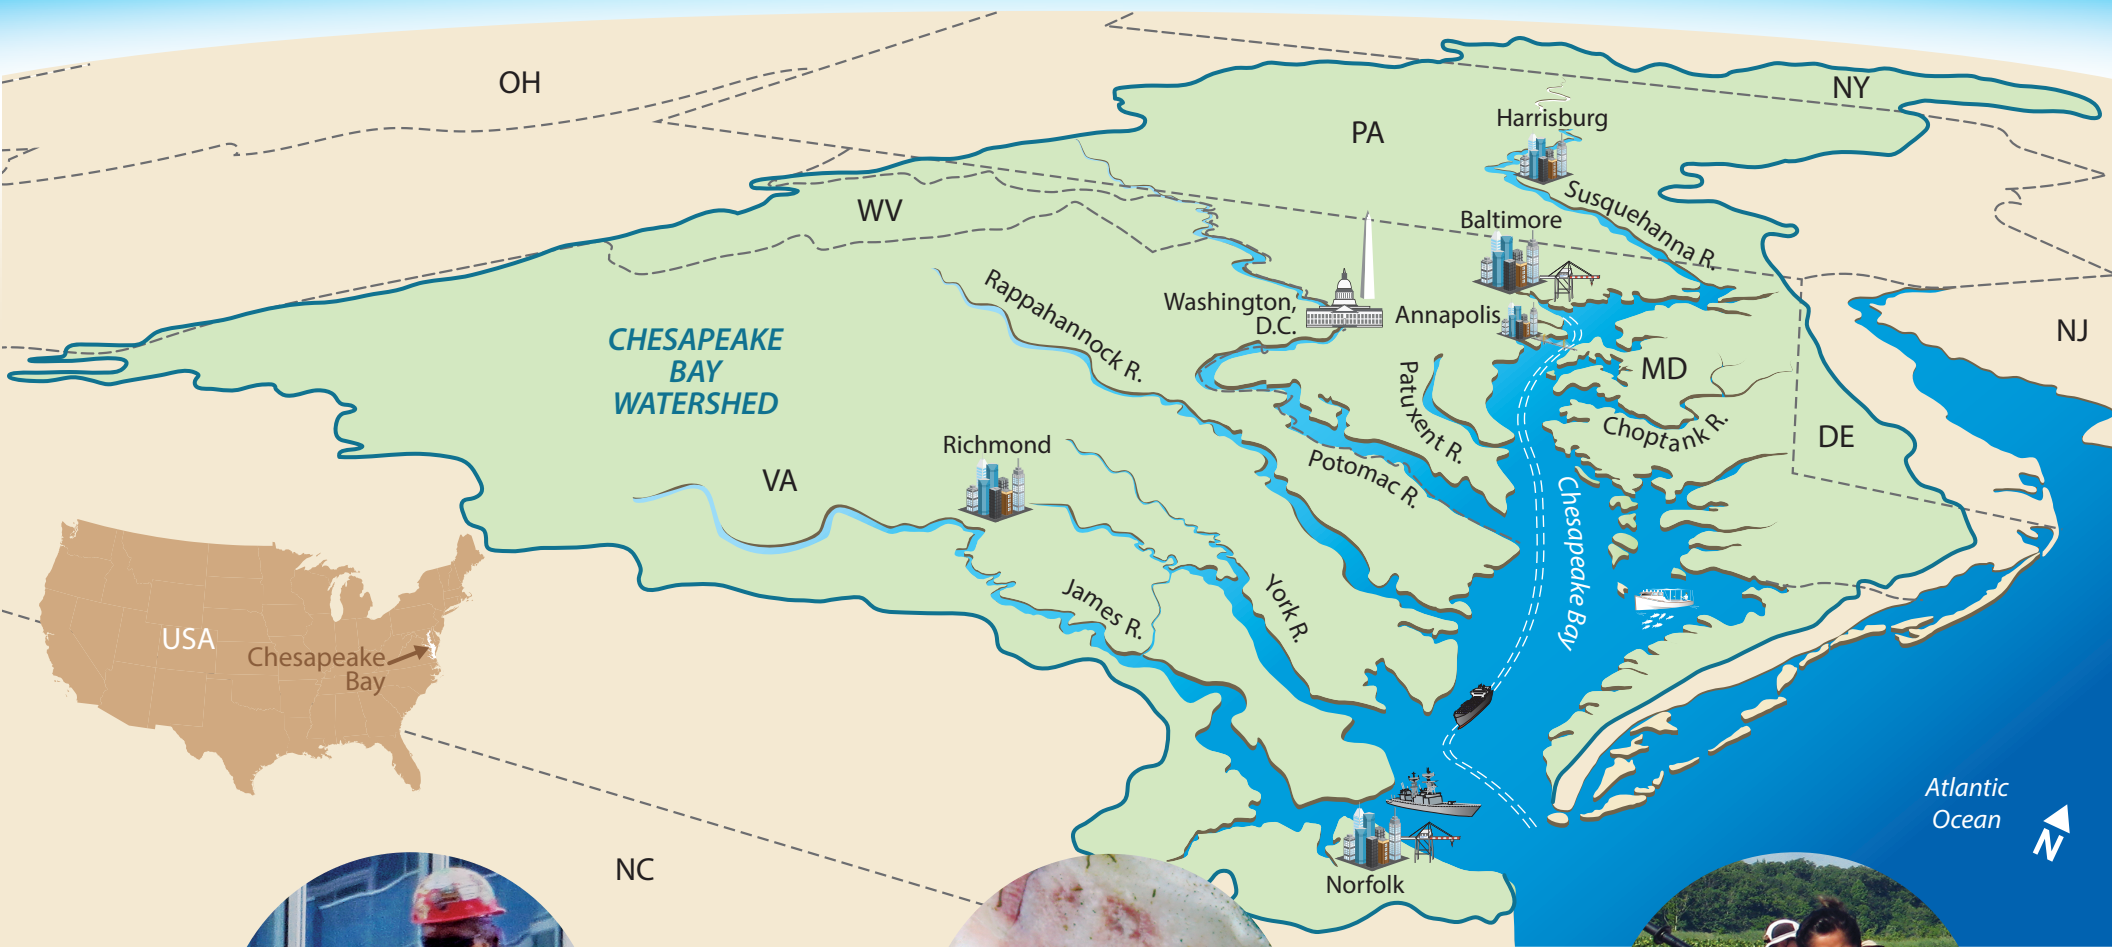 OH
NY
PA
Harrisburg
Susquehanna R.
WV
Baltimore
Rappahannock R.
Washington,
D.C.
Annapolis
NJ
CHESAPEAKE
BAY
WATERSHED
MD
Patuxent R.
Choptank R.
DE
Richmond
VA
Potomac R.
Chesapeake Bay
James R.
York R.
USA
Chesapeake
Bay
Atlantic
Ocean
N
NC
Norfolk